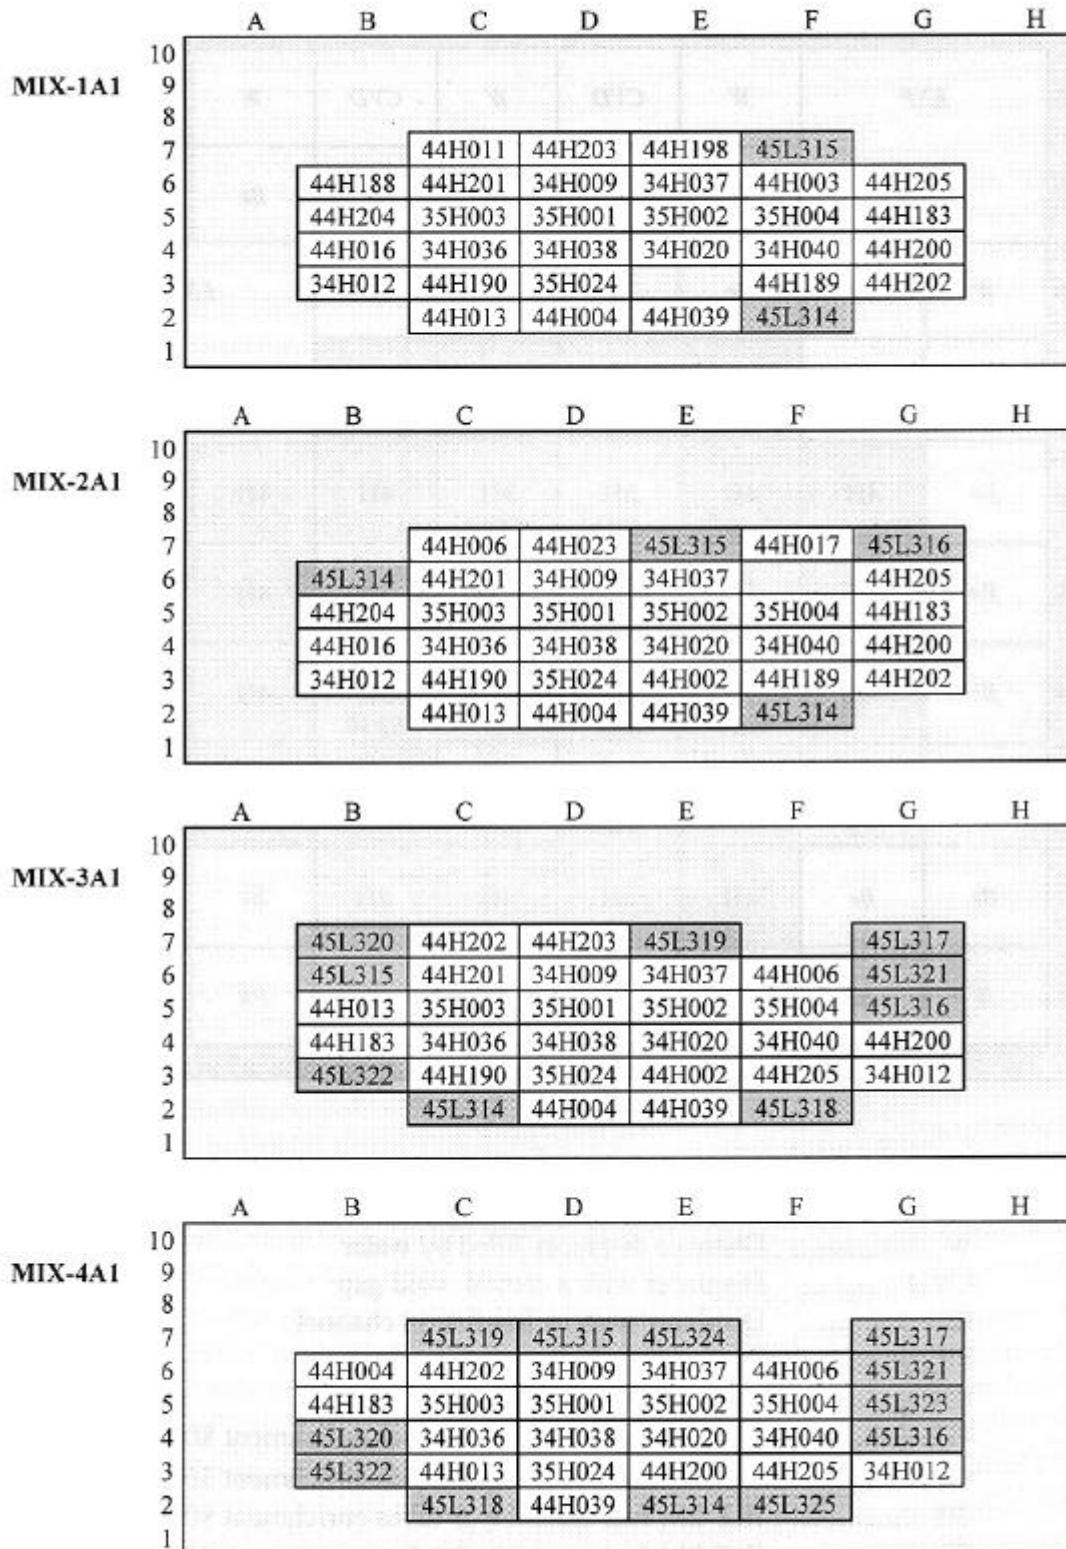 A B C D E F G H
MIX-1A1
10
9
8
7 44H011 44H203 44H198 45L315
6 44H188 44H201 34H009 34H037 44H003 44H205
5 44H204 35H003 35H001 35H002 35H004 44H183
4 44H016 34H036 34H038 34H020 34H040 44H200
3 34H012 44H190 35H024 44H189 44H202
2 44H013 44H004 44H039 45L314
1
A B C D E F G H
MIX-2A1
10
9
8
7 44H006 44H023 45L315 44H017 45L316
6 45L314 44H201 34H009 34H037 44H205
5 44H204 35H003 35H001 35H002 35H004 44H183
4 44H016 34H036 34H038 34H020 34H040 44H200
3 34H012 44H190 35H024 44H002 44H189 44H202
2 44H013 44H004 44H039 45L314
1
A B C D E F G H
MIX-3A1
10
9
8
7 45L320 44H202 44H203 45L319 45L317
6 45L315 44H201 34H009 34H037 44H006 45L321
5 44H013 35H003 35H001 35H002 35H004 45L316
4 44H183 34H036 34H038 34H020 34H040 44H200
3 45L322 44H190 35H024 44H002 44H205 34H012
2 45L314 44H004 44H039 45L318
1
A B C D E F G H
MIX-4A1
10
9
8
7 45L319 45L315 45L324 45L317
6 44H004 44H202 34H009 34H037 44H006 45L321
5 44H183 35H003 35H001 35H002 35H004 45L323
4 45L320 34H036 34H038 34H020 34H040 45L316
3 45L322 44H013 35H024 44H200 44H205 34H012
2 45L318 44H039 45L314 45L325
1